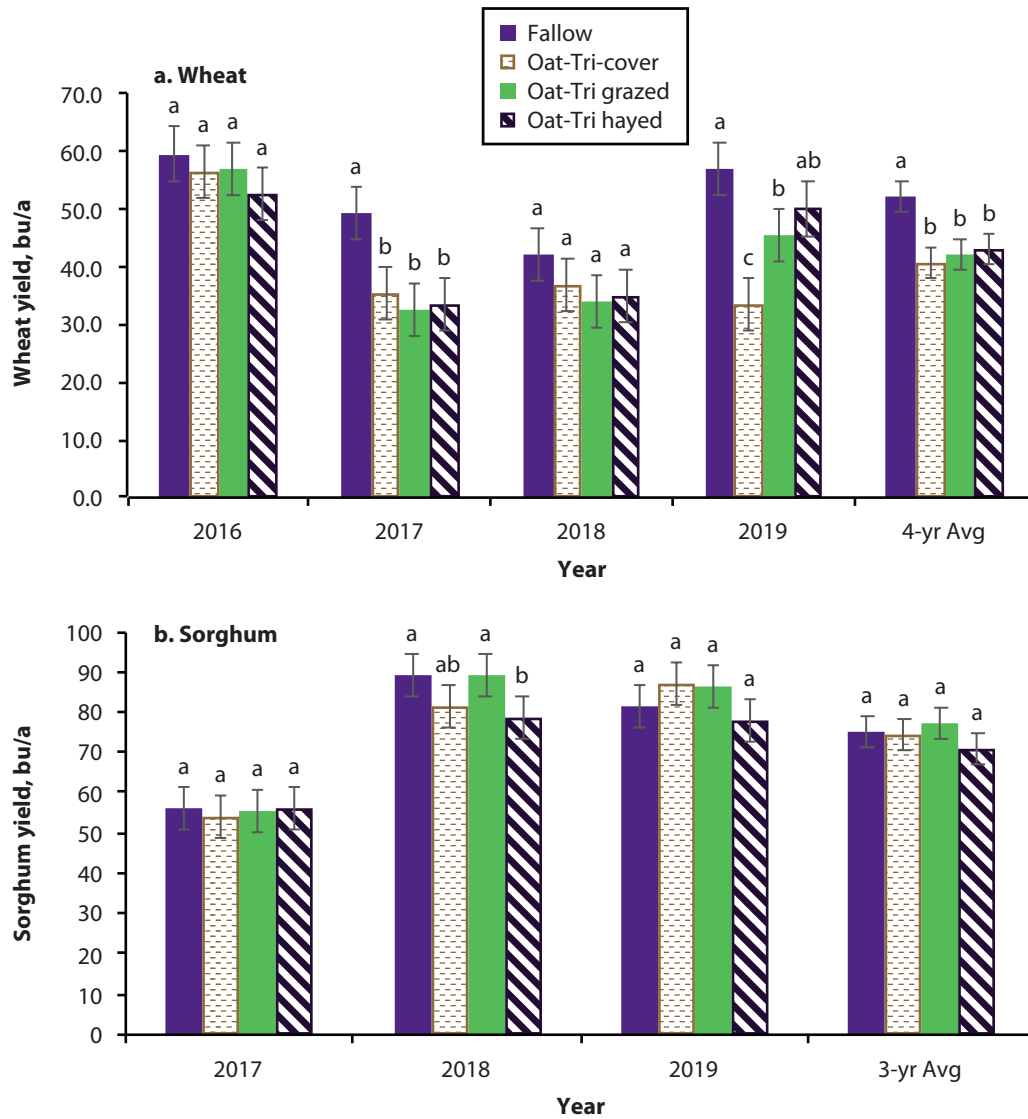 Fallow
Oat-Tri-cover
Oat-Tri grazed
Oat-Tri hayed
a. Wheat
70.0
60.0
50.0
40.0
30.0
20.0
10.0
0.0
Wheat yield, bu/a
a a a a
a b b b
a a a a
a c b ab
a b b b
2016 2017 2018 2019 4-yr Avg
Year
b. Sorghum
100
90
80
70
60
50
40
30
20
10
0
Sorghum yield, bu/a
a a a a
a ab a b
a a a a
a a a a
2017 2018 2019 3-yr Avg
Year